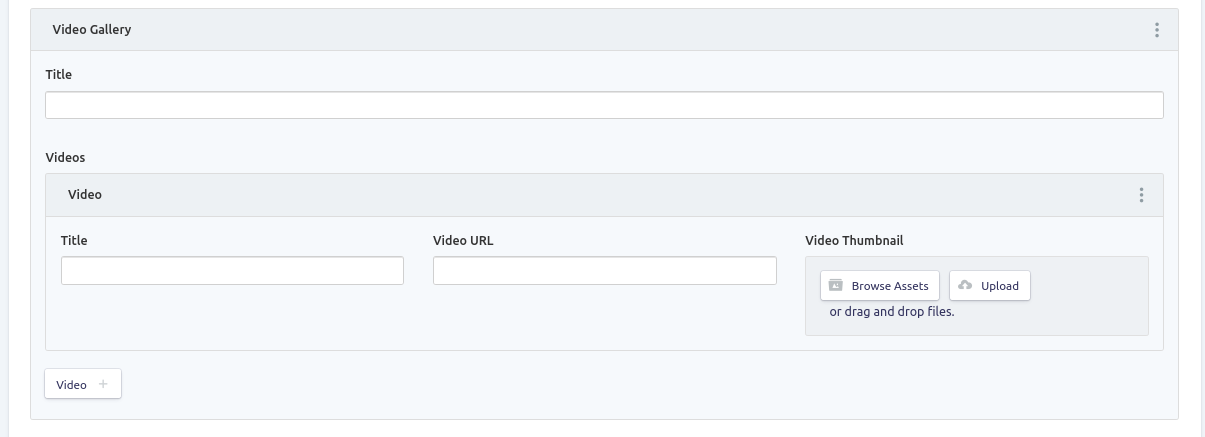 Video Gallery
Title
Videos
Video
Title Video URL Video Thumbnail
Browse Assets Upload
or drag and drop files.
Video +